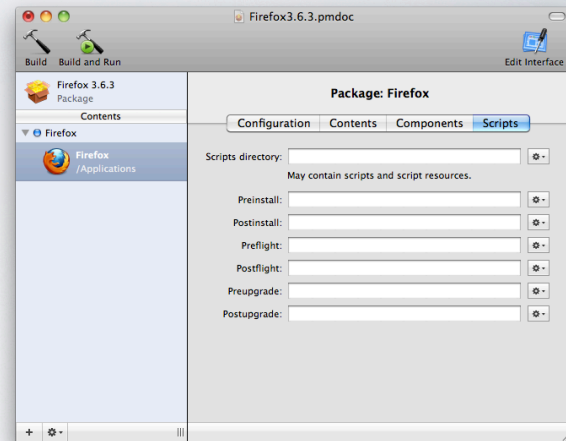 Firefox3.6.3.pmdoc
Build
Build and Run
Edit Interface
Firefox 3.6.3
Package
Contents
Firefox
Firefox
/Applications
Package: Firefox
Configuration
Contents
Components
Scripts
Scripts directory:
May contain scripts and script resources.
Preinstall:
Postinstall:
Preflight:
Postflight:
Preupgrade:
Postupgrade: